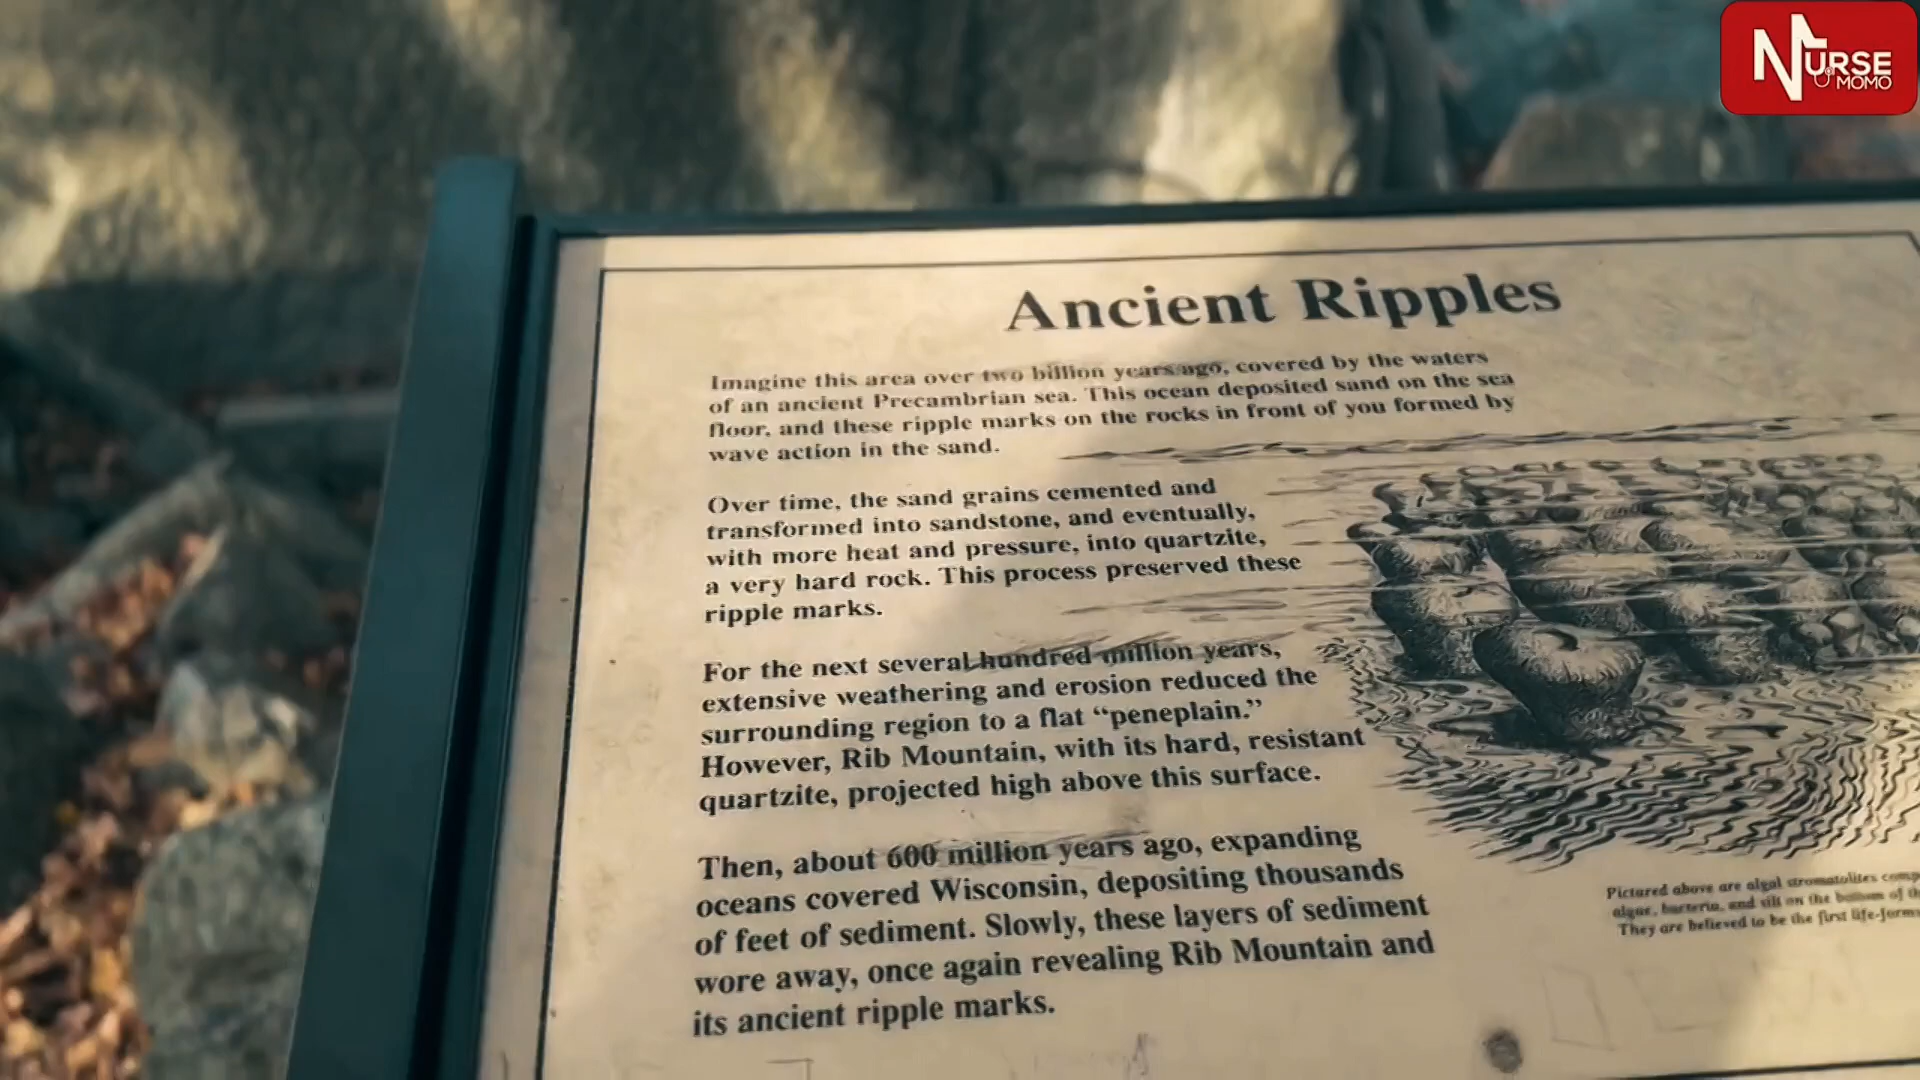 NURSE
MOMO
Ancient Ripples
Imagine this area over two billion years ago, covered by the waters
of an ancient Precambrian sea. This ocean deposited sand on the sea
floor, and these ripple marks on the rocks in front of you formed by
wave action in the sand.
Over time, the sand grains cemented and
transformed into sandstone, and eventually,
with more heat and pressure, into quartzite,
a very hard rock. This process preserved these
ripple marks.
For the next several hundred million years,
extensive weathering and erosion reduced the
surrounding region to a flat “peneplain.”
However, Rib Mountain, with its hard, resistant
quartzite, projected high above this surface.
Then, about 600 million years ago, expanding
oceans covered Wisconsin, depositing thousands
of feet of sediment. Slowly, these layers of sediment
wore away, once again revealing Rib Mountain and
its ancient ripple marks.
Pictured above are algal stromatolites
algae, bacteria, and silt on the bottom of
They are believed to be the first life-forms